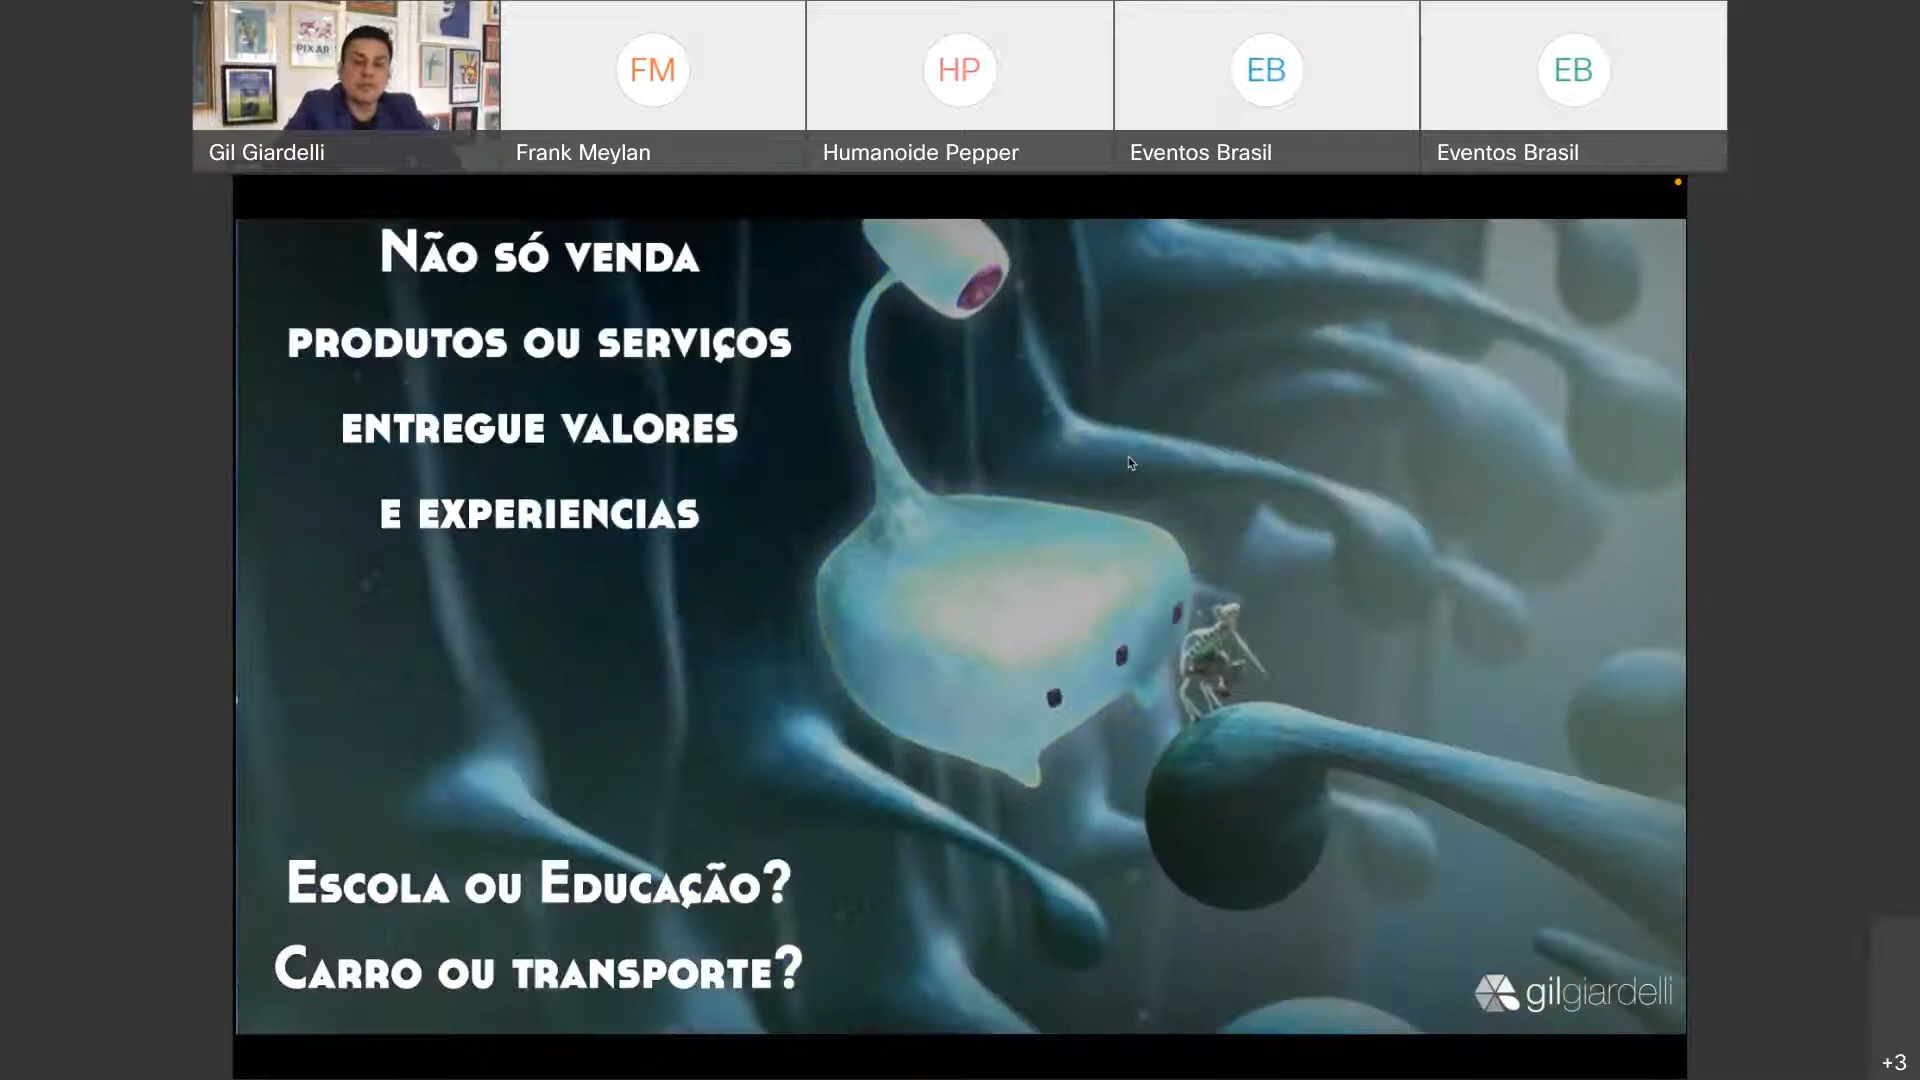 PIXAR
FM
HP
EB
EB
Gil Giardelli
Frank Meylan
Humanoide Pepper
Eventos Brasil
Eventos Brasil
NÃO SÓ VENDA
PRODUTOS OU SERVIÇOS
ENTREGUE VALORES
E EXPERIENCIAS
ESCOLA OU EDUCAÇÃO?
CARRO OU TRANSPORTE?
gilgiardelli
+3